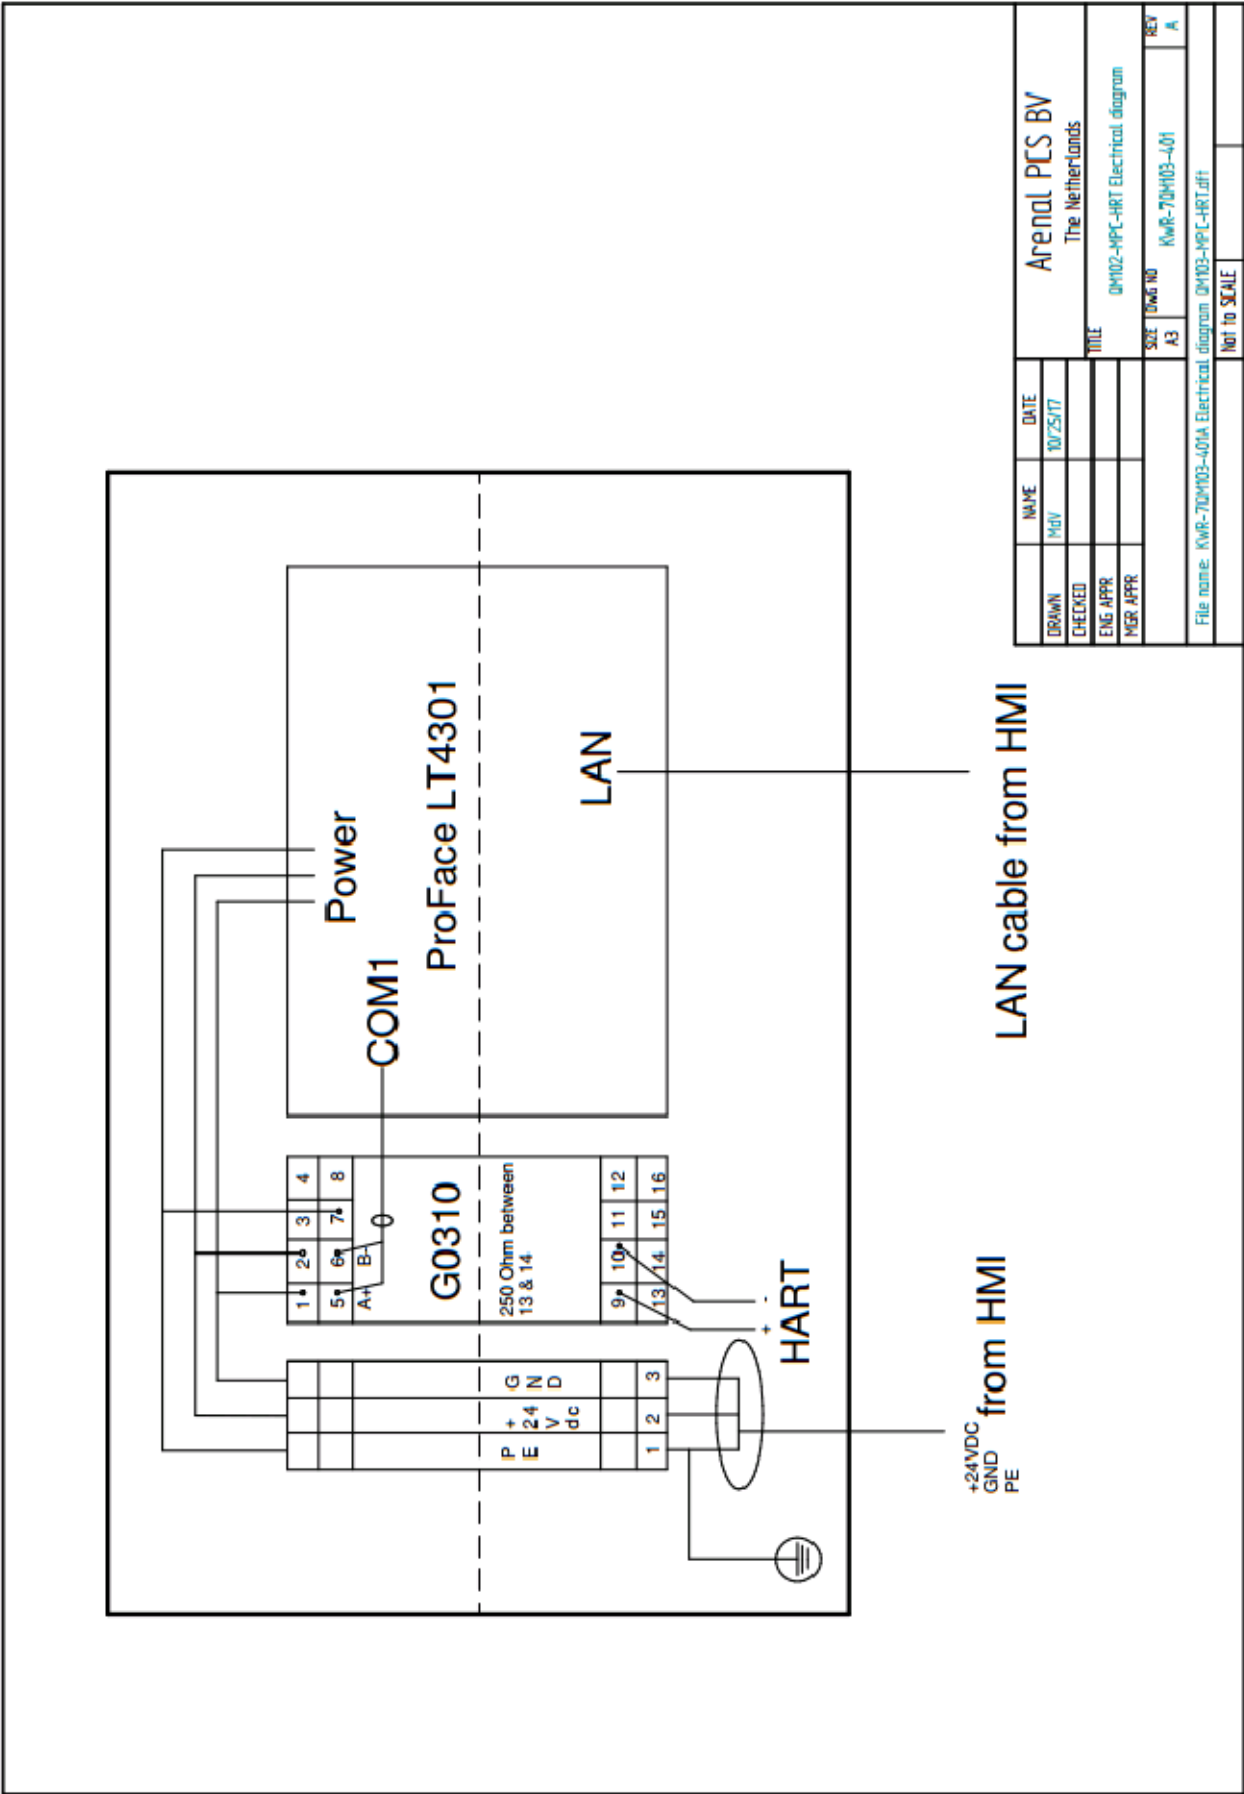 Power
COM1
ProFace LT4301
LAN
1 2 3 4
5 6 7 8
A+ B-
0
G0310
250 Ohm between
13 & 14
9 10 11 12
13 14 15 16
PE
+24Vdc
GND
1 2 3
+ -
HART
+24VDC
GND
PE
from HMI
LAN cable from HMI
NAME DATE
DRAWN MdV 10/25/17
CHECKED
ENG APPR
MGR APPR
Arenal PCS BV
The Netherlands
TITLE
QM102-MPC-HRT Electrical diagram
SIZE DWG NO REV
A3 KWR-7QM103-401 A
File name: KWR-7QM103-401A Electrical diagram QM103-MPC-HRT.dft
Not to SCALE